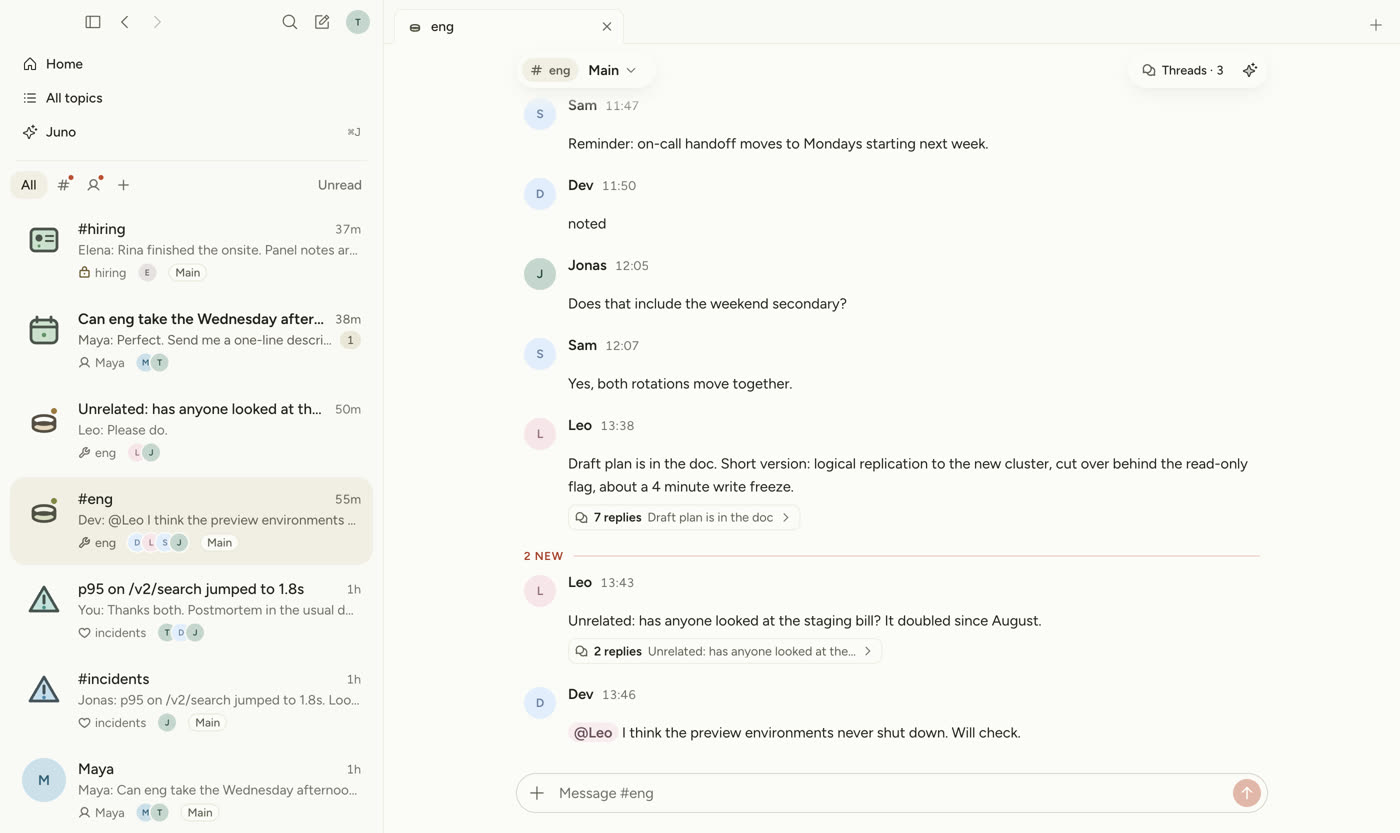 T
Home
All topics
Juno
⌘J
All
Unread
#hiring
37m
Elena: Rina finished the onsite. Panel notes ar...
hiring
E
Main
Can eng take the Wednesday after...
38m
Maya: Perfect. Send me a one-line descri...
1
Maya
M
T
Unrelated: has anyone looked at th...
50m
Leo: Please do.
eng
L
J
#eng
55m
Dev: @Leo I think the preview environments ...
eng
D
L
S
J
Main
p95 on /v2/search jumped to 1.8s
1h
You: Thanks both. Postmortem in the usual d...
incidents
T
D
J
#incidents
1h
Jonas: p95 on /v2/search jumped to 1.8s. Loo...
incidents
J
Main
M
Maya
1h
Maya: Can eng take the Wednesday afternoo...
Maya
M
T
Main
eng
# eng
Main
Threads · 3
S
Sam 11:47
Reminder: on-call handoff moves to Mondays starting next week.
D
Dev 11:50
noted
J
Jonas 12:05
Does that include the weekend secondary?
S
Sam 12:07
Yes, both rotations move together.
L
Leo 13:38
Draft plan is in the doc. Short version: logical replication to the new cluster, cut over behind the read-only
flag, about a 4 minute write freeze.
7 replies Draft plan is in the doc
2 NEW
L
Leo 13:43
Unrelated: has anyone looked at the staging bill? It doubled since August.
2 replies Unrelated: has anyone looked at the...
D
Dev 13:46
@Leo I think the preview environments never shut down. Will check.
Message #eng